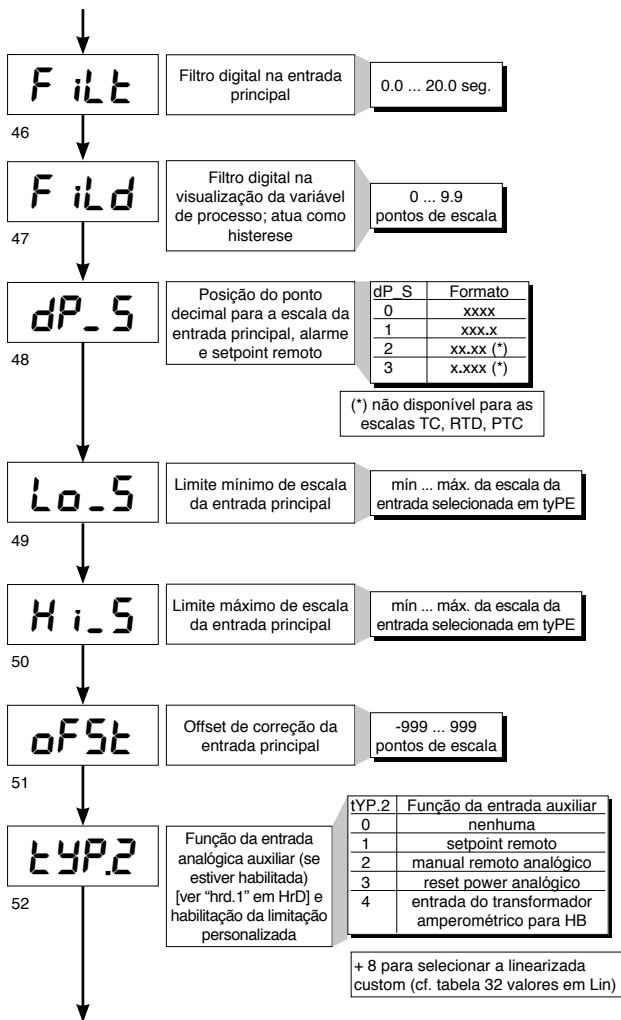 FiLt
Filtro digital na entrada
principal
0.0 ... 20.0 seg.
46
FiLd
Filtro digital na
visualização da variável
de processo; atua como
histerese
0 ... 9.9
pontos de escala
47
dP_S
Posição do ponto
decimal para a escala da
entrada principal, alarme
e setpoint remoto
dP_S Formato
0 xxxx
1 xxx.x
2 xx.xx (*)
3 x.xxx (*)
48
(*) não disponível para as
escalas TC, RTD, PTC
Lo_S
Limite mínimo de escala
da entrada principal
mín ... máx. da escala da
entrada selecionada em tyPE
49
Hi_S
Limite máximo de escala
da entrada principal
mín ... máx. da escala da
entrada selecionada em tyPE
50
oFSt
Offset de correção da
entrada principal
-999 ... 999
pontos de escala
51
tYP.2
Função da entrada
analógica auxiliar (se
estiver habilitada)
[ver “hrd.1” em HrD] e
habilitação da limitação
personalizada
tYP.2 Função da entrada auxiliar
0 nenhuma
1 setpoint remoto
2 manual remoto analógico
3 reset power analógico
4 entrada do transformador
amperométrico para HB
52
+ 8 para selecionar a linearizada
custom (cf. tabela 32 valores em Lin)